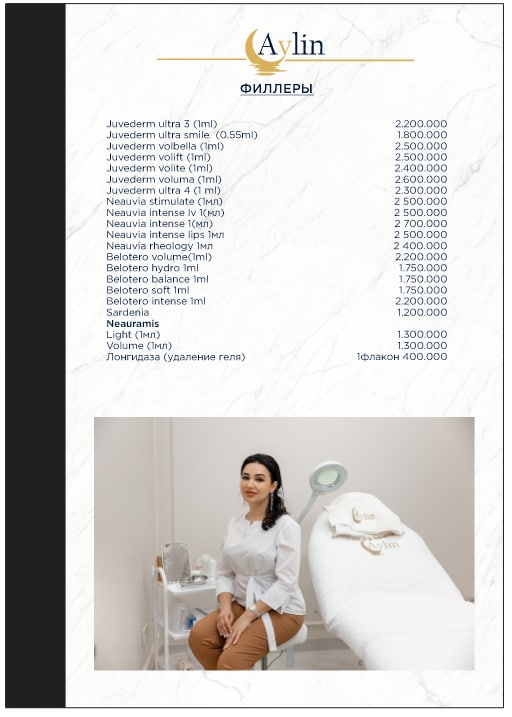 Aylin
ФИЛЛЕРЫ
Juvederm ultra 3 (1ml) 2.200.000
Juvederm ultra smile (0.55ml) 1.800.000
Juvederm volbella (1ml) 2.500.000
Juvederm volift (1ml) 2.500.000
Juvederm volite (1ml) 2.400.000
Juvederm voluma (1ml) 2.600.000
Juvederm ultra 4 (1 ml) 2.300.000
Neauvia stimulate (1мл) 2 500.000
Neauvia intense lv 1(мл) 2 500.000
Neauvia intense 1(мл) 2 700.000
Neauvia intense lips 1мл 2 500.000
Neauvia rheology 1мл 2 400.000
Belotero volume(1ml) 2.200.000
Belotero hydro 1ml 1.750.000
Belotero balance 1ml 1.750.000
Belotero soft 1ml 1.750.000
Belotero intense 1ml 2.200.000
Sardenia 1.200.000
Neauramis
Light (1мл) 1.300.000
Volume (1мл) 1.300.000
Лонгидаза (удаление геля) 1флакон 400.000
Aylin
Aylin